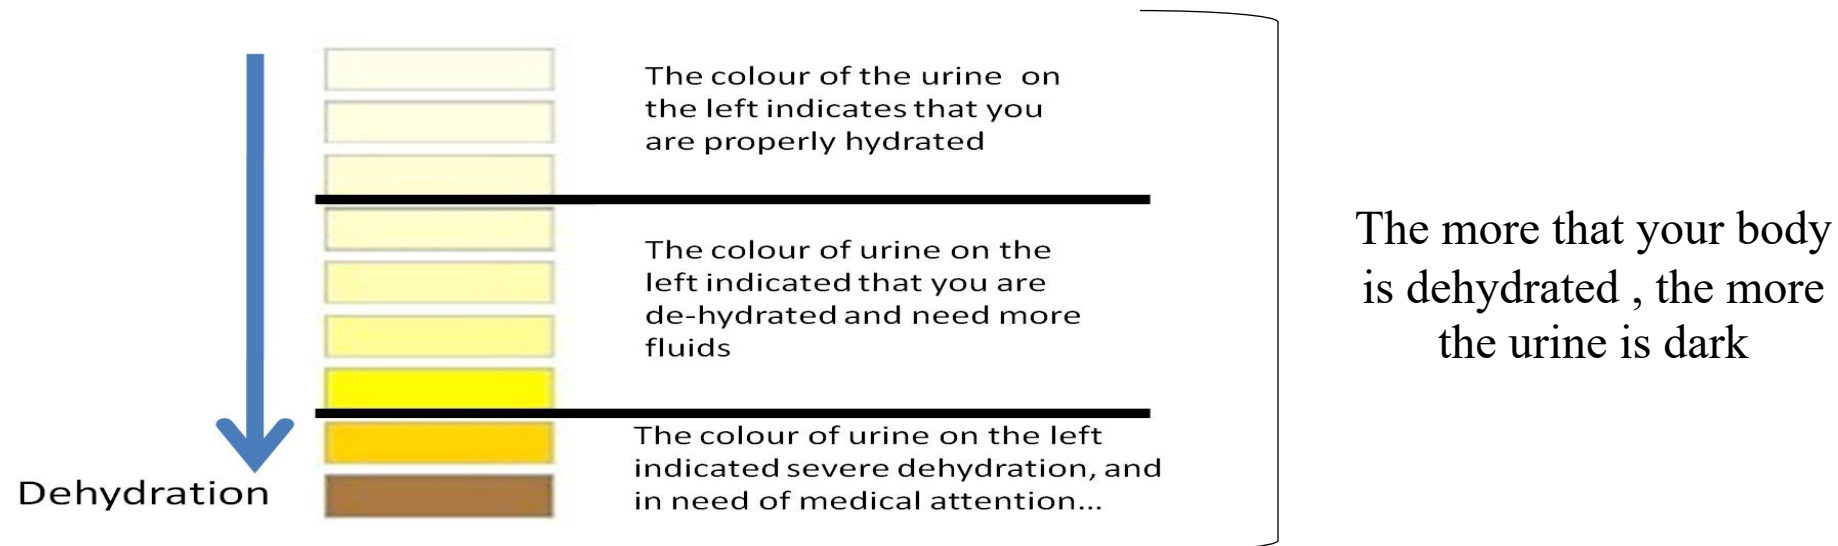 The colour of the urine on
the left indicates that you
are properly hydrated
The colour of urine on the
left indicated that you are
de-hydrated and need more
fluids
The colour of urine on the left
indicated severe dehydration, and
in need of medical attention...
Dehydration
The more that your body
is dehydrated , the more
the urine is dark